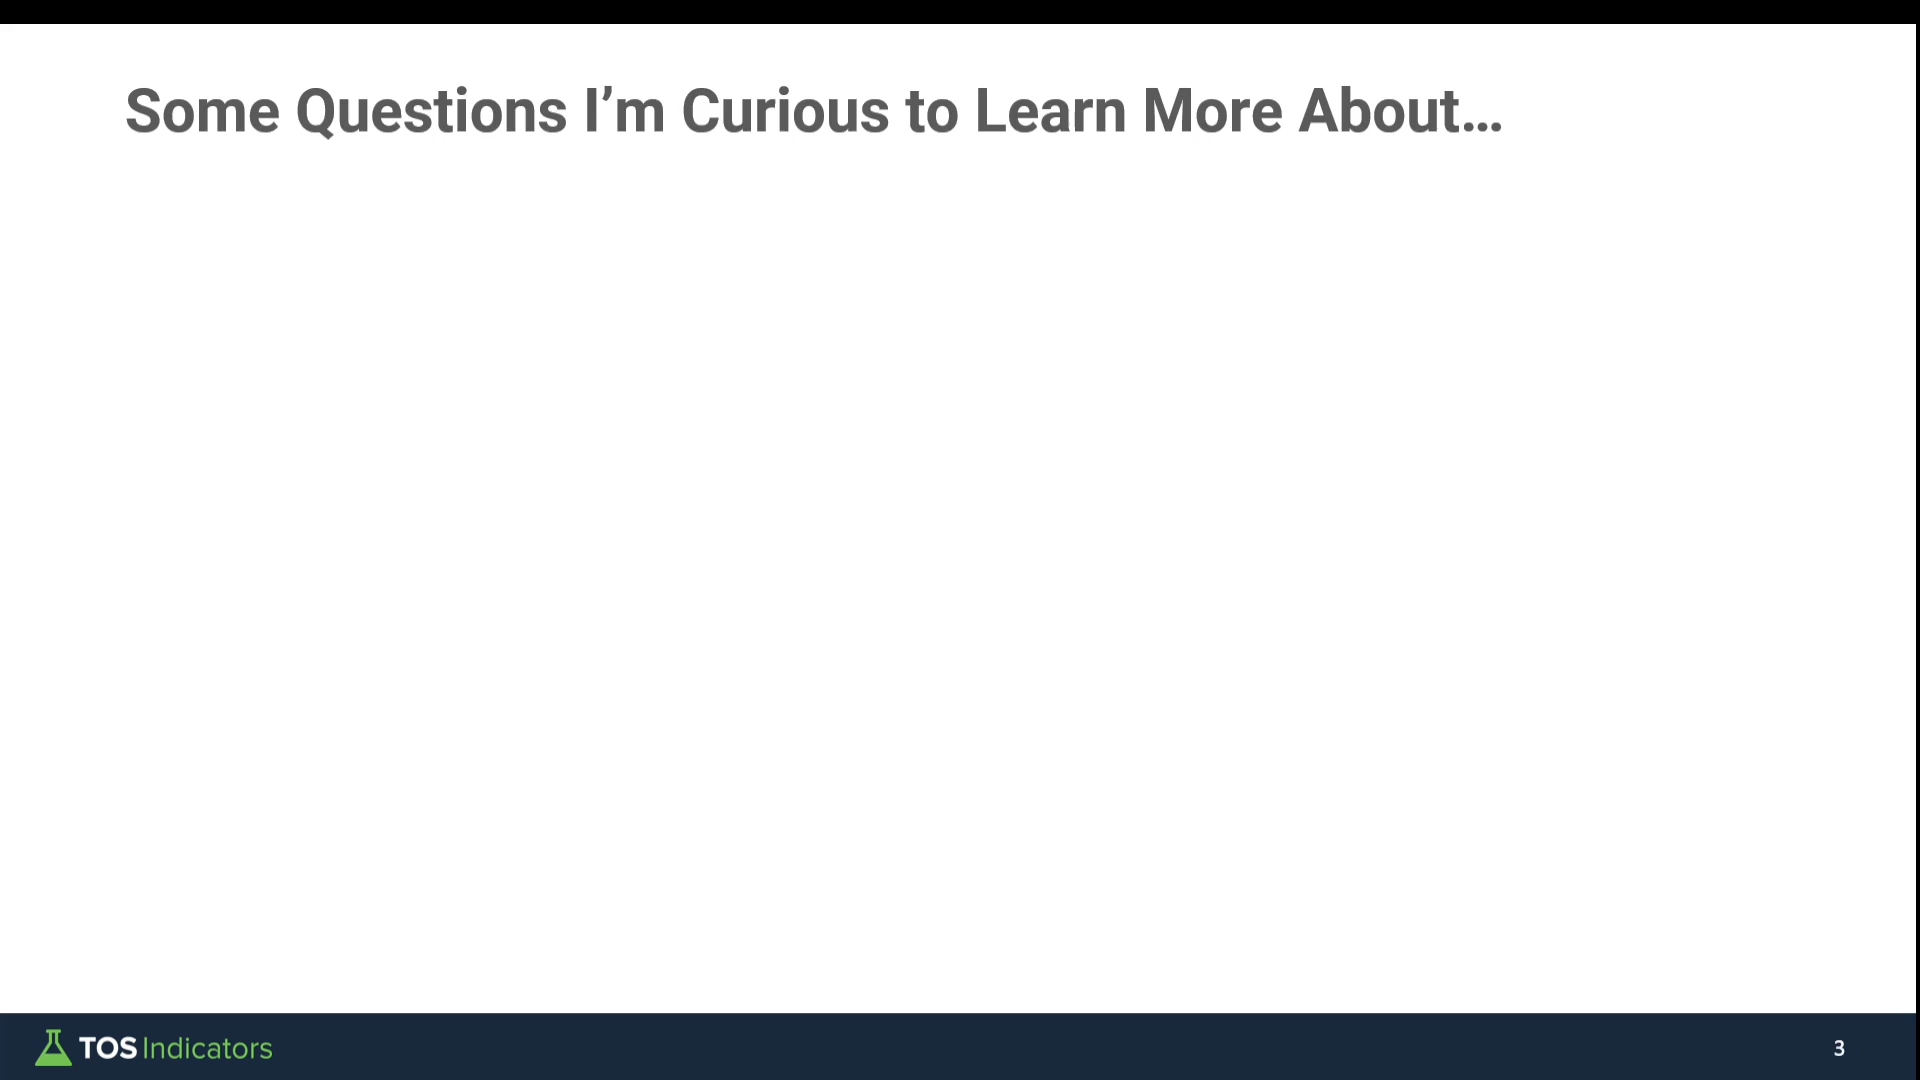 Some Questions I’m Curious to Learn More About…
TOS Indicators
3